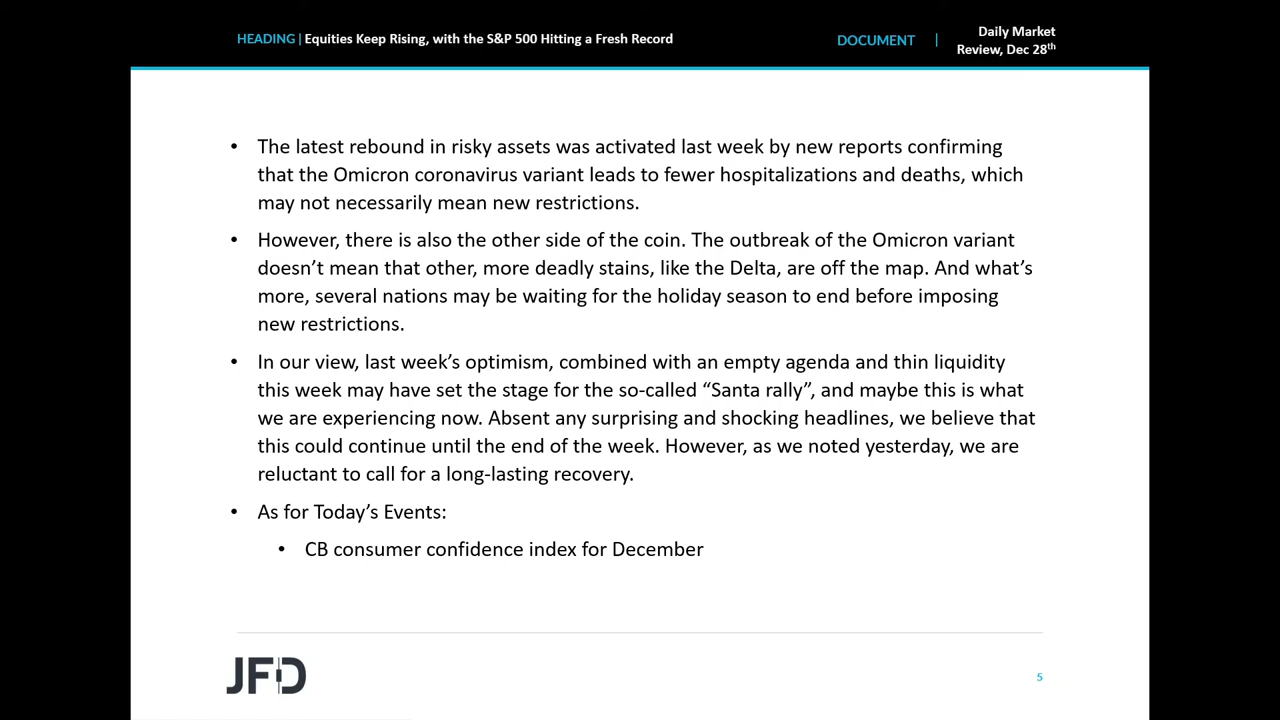 HEADING | Equities Keep Rising, with the S&P 500 Hitting a Fresh Record
DOCUMENT |
Daily Market
Review, Dec 28th
• The latest rebound in risky assets was activated last week by new reports confirming
that the Omicron coronavirus variant leads to fewer hospitalizations and deaths, which
may not necessarily mean new restrictions.
• However, there is also the other side of the coin. The outbreak of the Omicron variant
doesn’t mean that other, more deadly stains, like the Delta, are off the map. And what’s
more, several nations may be waiting for the holiday season to end before imposing
new restrictions.
• In our view, last week’s optimism, combined with an empty agenda and thin liquidity
this week may have set the stage for the so-called “Santa rally”, and maybe this is what
we are experiencing now. Absent any surprising and shocking headlines, we believe that
this could continue until the end of the week. However, as we noted yesterday, we are
reluctant to call for a long-lasting recovery.
• As for Today’s Events:
• CB consumer confidence index for December
JFD
5